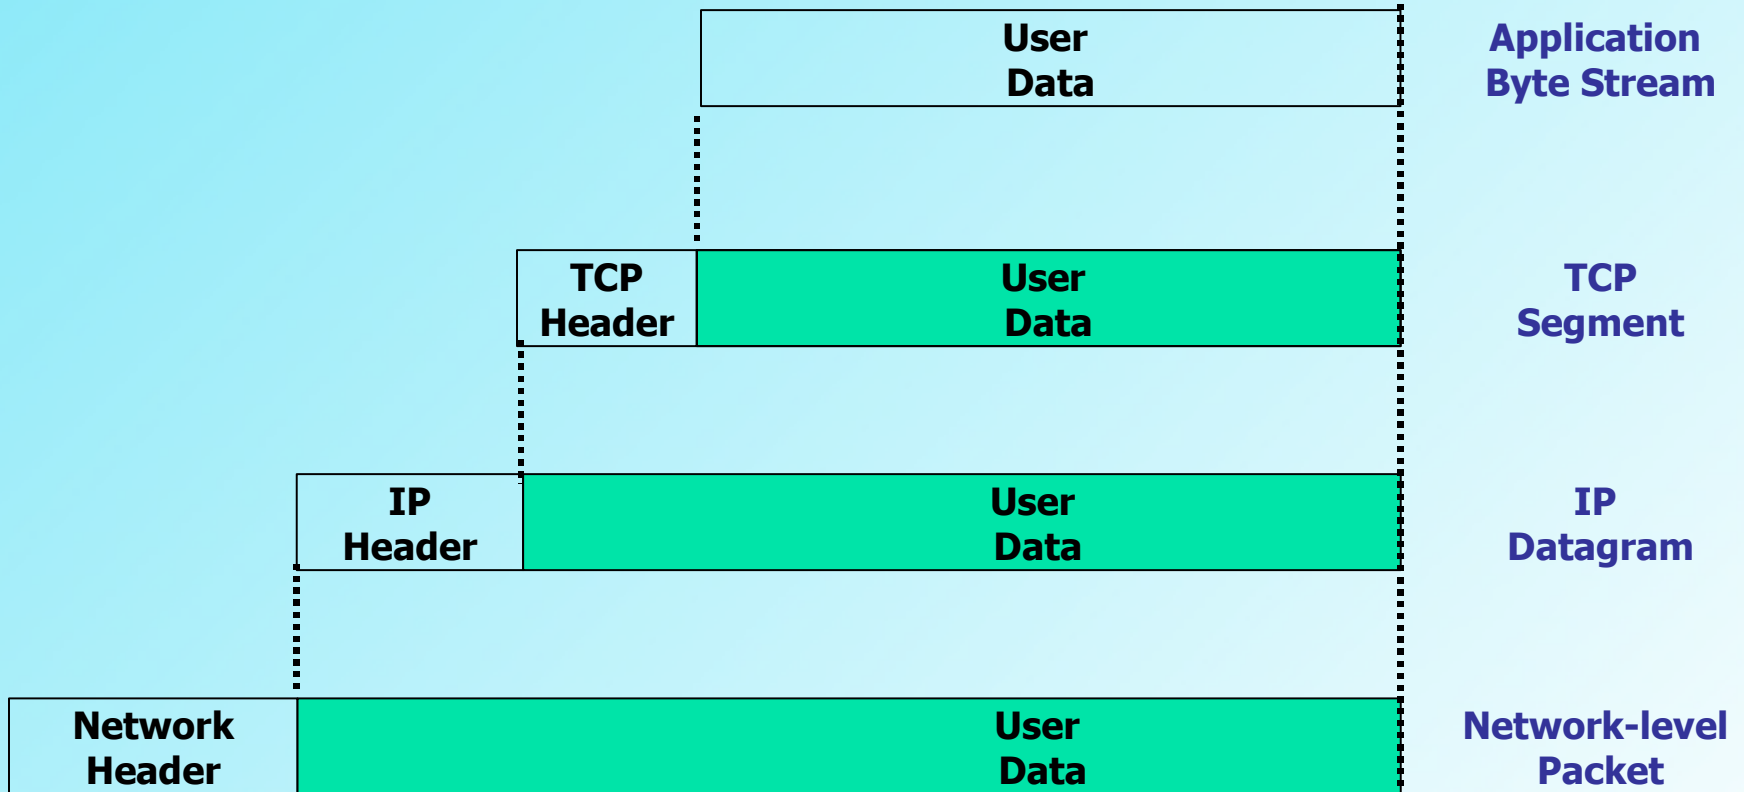 User
Data
Application
Byte Stream
TCP
Header
User
Data
TCP
Segment
IP
Header
User
Data
IP
Datagram
Network
Header
User
Data
Network-level
Packet